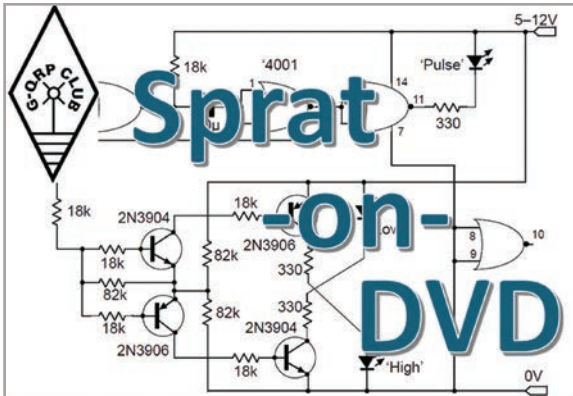 5–12V
18k
'4001
'Pulse'
1
14
11
7
330
G-QRP CLUB
Sprat
-on-
DVD
18k
2N3904
18k
2N3906
8
10
9
18k
82k
330
82k
82k
330
18k
2N3904
2N3906
18k
'High'
0V